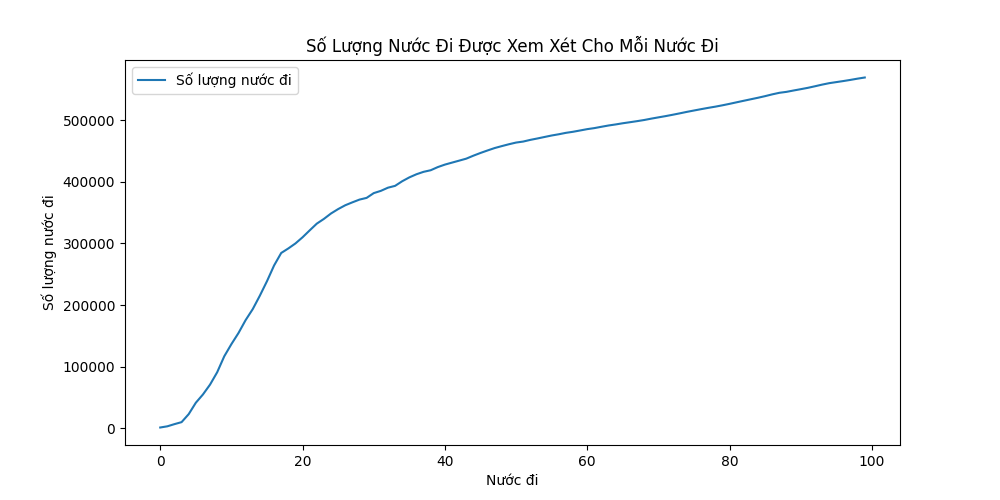 Số Lượng Nước Đi Được Xem Xét Cho Mỗi Nước Đi
Số lượng nước đi
Số lượng nước đi
500000
400000
300000
200000
100000
0
0 20 40 60 80 100
Nước đi